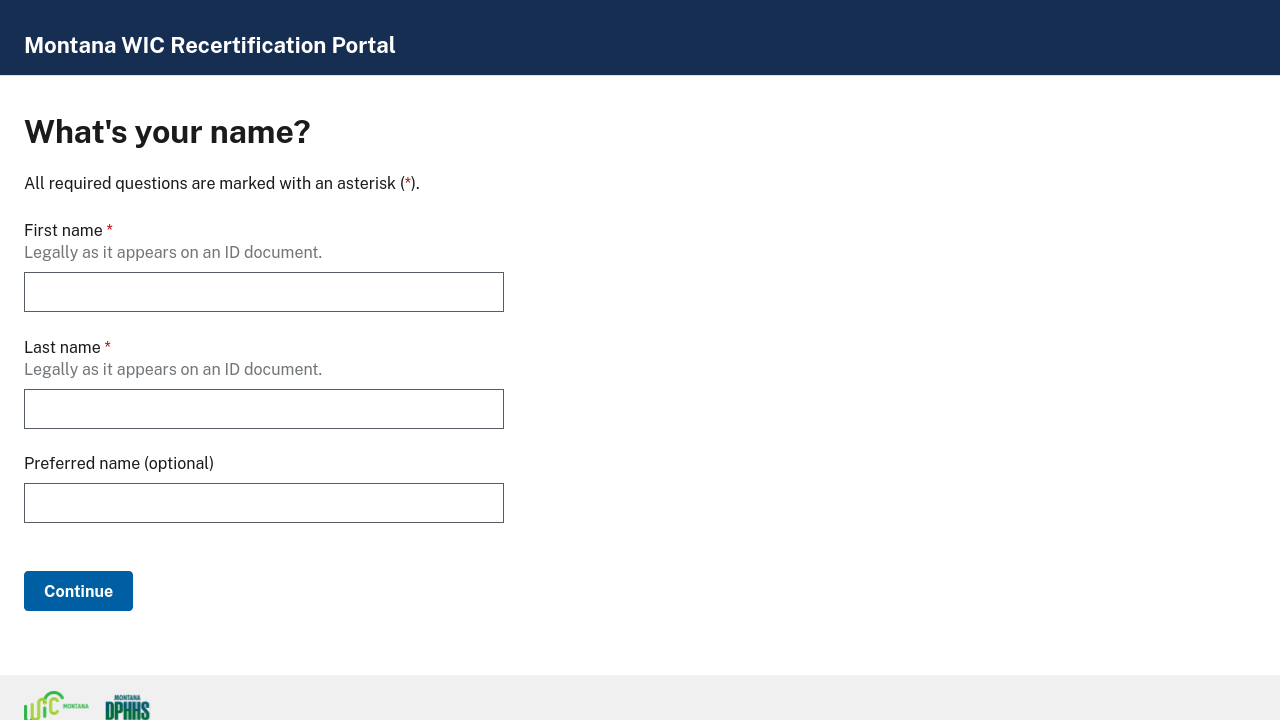 Montana WIC Recertification Portal
What's your name?
All required questions are marked with an asterisk (*).
First name *
Legally as it appears on an ID document.
Last name *
Legally as it appears on an ID document.
Preferred name (optional)
Continue
WIC MONTANA
MONTANA
DPHHS